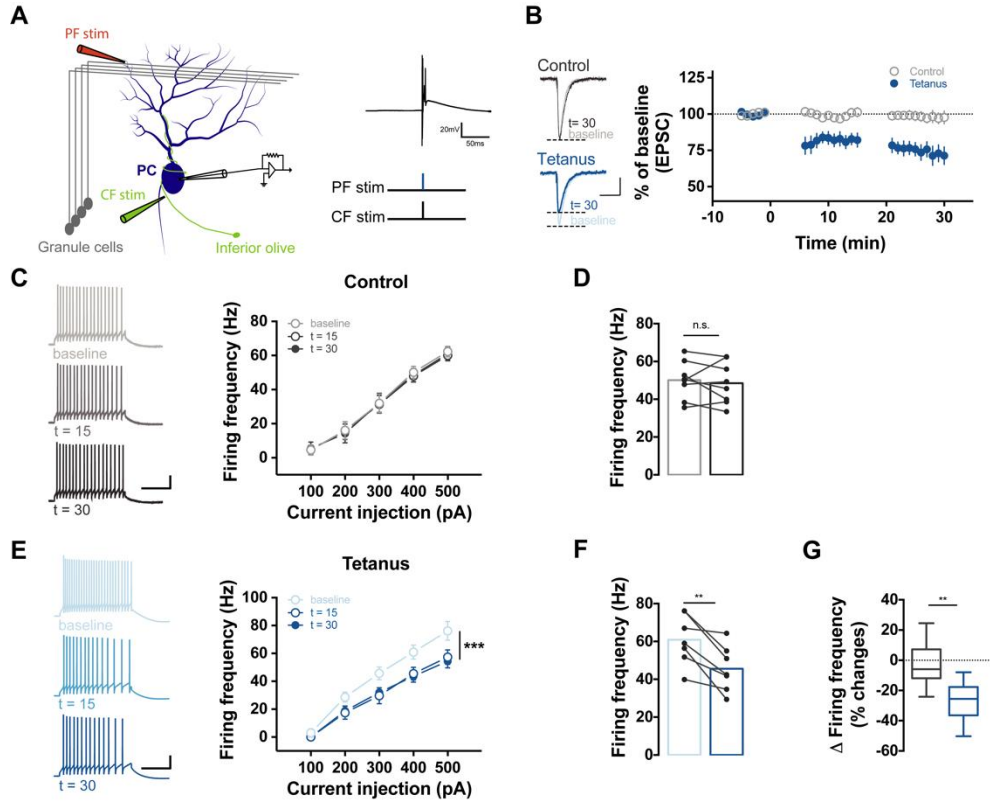 A
PF stim
PC
CF stim
Granule cells
Inferior olive
20mV
50ms
PF stim
CF stim
B
Control
t= 30
baseline
Tetanus
t= 30
baseline
% of baseline
(EPSC)
125
100
75
50
-10
0
10
20
30
Time (min)
Control
Tetanus
C
baseline
t = 15
t = 30
Control
Firing frequency (Hz)
80
60
40
20
0
baseline
t = 15
t = 30
100 200 300 400 500
Current injection (pA)
D
Firing frequency (Hz)
80
60
40
20
0
n.s.
E
baseline
t = 15
t = 30
Tetanus
Firing frequency (Hz)
100
80
60
40
20
0
baseline
t = 15
t = 30
***
100 200 300 400 500
Current injection (pA)
F
Firing frequency (Hz)
80
60
40
20
0
**
G
Δ Firing frequency
(% changes)
40
20
0
-20
-40
-60
**